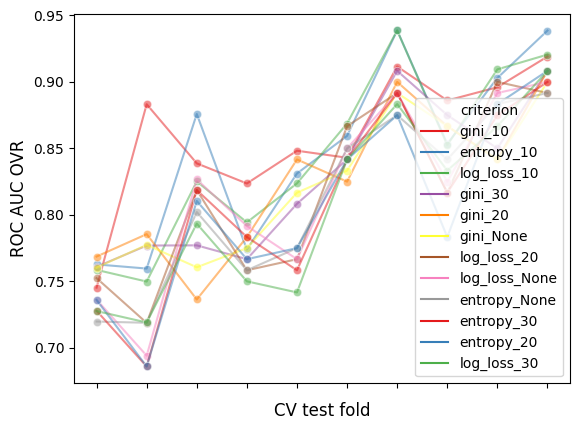 0.95
0.90
0.85
0.80
0.75
0.70
ROC AUC OVR
CV test fold
criterion
gini_10
entropy_10
log_loss_10
gini_30
gini_20
gini_None
log_loss_20
log_loss_None
entropy_None
entropy_30
entropy_20
log_loss_30